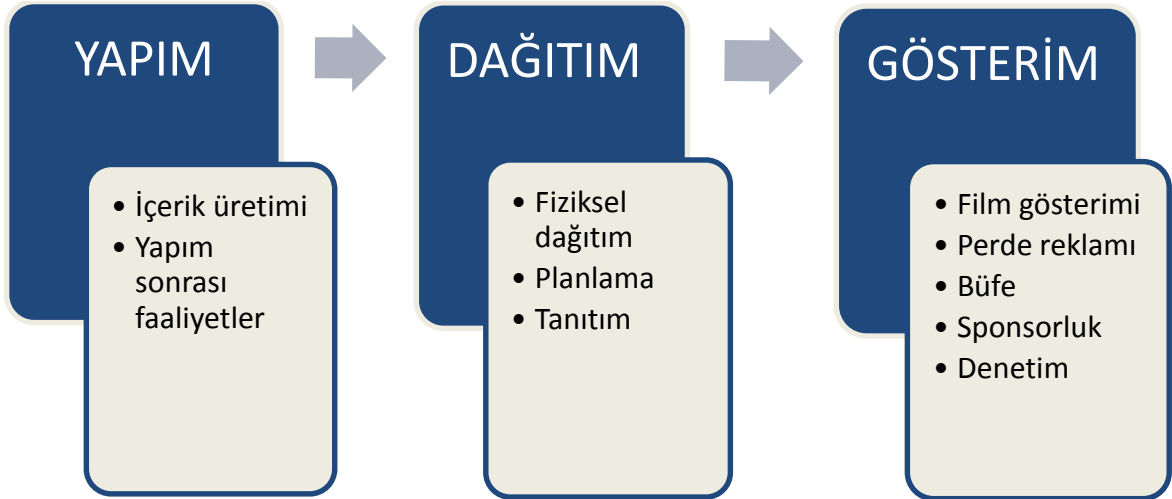 YAPIM
• İçerik üretimi
• Yapım
sonrası
faaliyetler
DAĞITIM
• Fiziksel
dağıtım
• Planlama
• Tanıtım
GÖSTERİM
• Film gösterimi
• Perde reklamı
• Büfe
• Sponsorluk
• Denetim